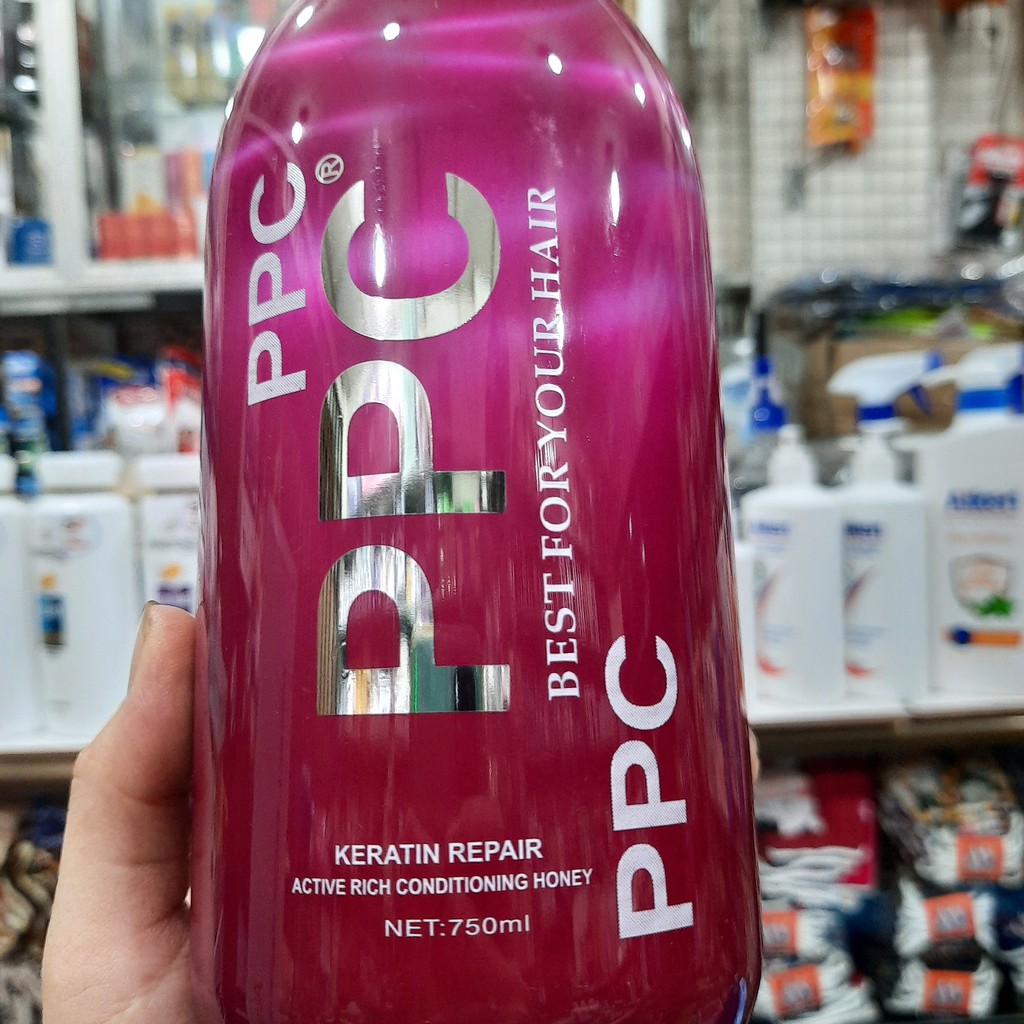 PPC
®
PPC
BEST FOR YOUR HAIR
PPC
KERATIN REPAIR
ACTIVE RICH CONDITIONING HONEY
NET:750ml